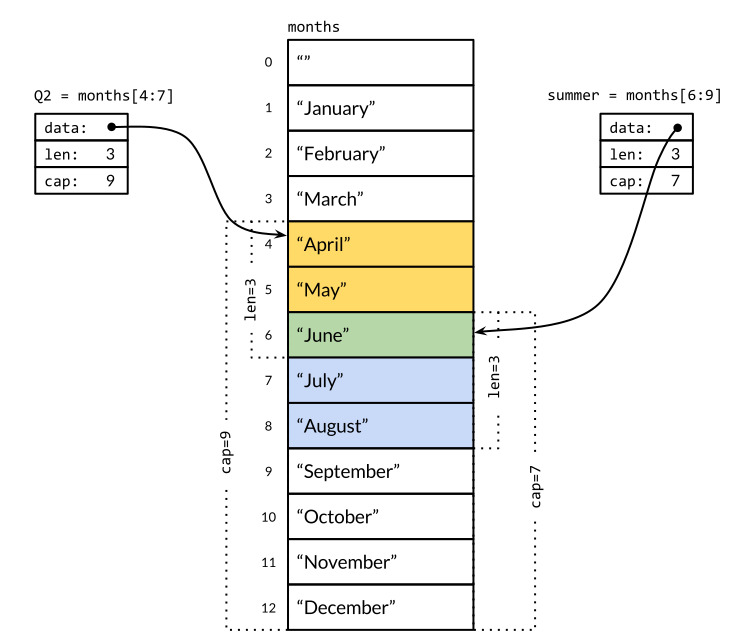 months
0 “”
Q2 = months[4:7]
data:
len: 3
cap: 9
summer = months[6:9]
data:
len: 3
cap: 7
1 “January”
2 “February”
3 “March”
4 “April”
5 “May”
6 “June”
7 “July”
8 “August”
9 “September”
10 “October”
11 “November”
12 “December”
len=3
cap=9
len=3
cap=7